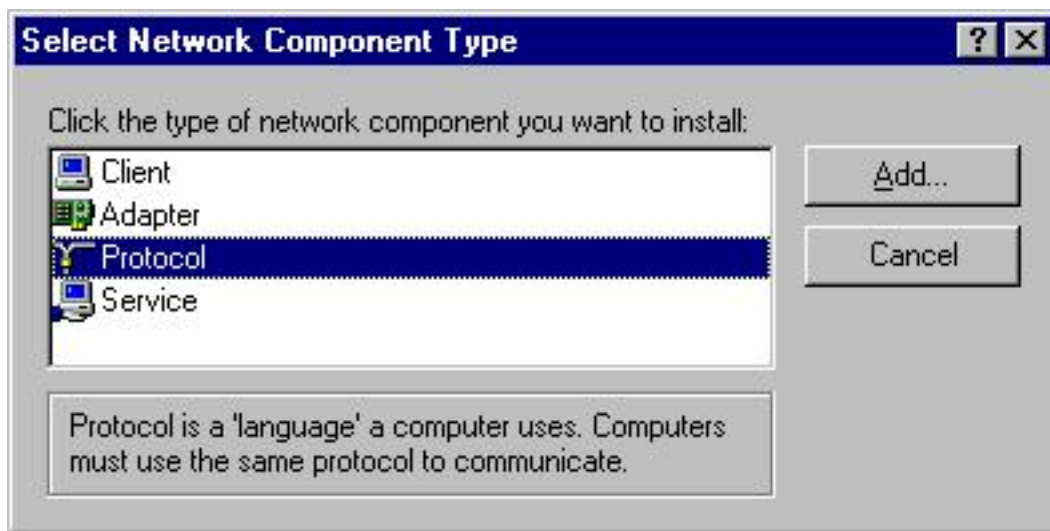 Select Network Component Type
Click the type of network component you want to install:
Client
Add...
Adapter
Protocol
Cancel
Service
Protocol is a 'language' a computer uses. Computers
must use the same protocol to communicate.